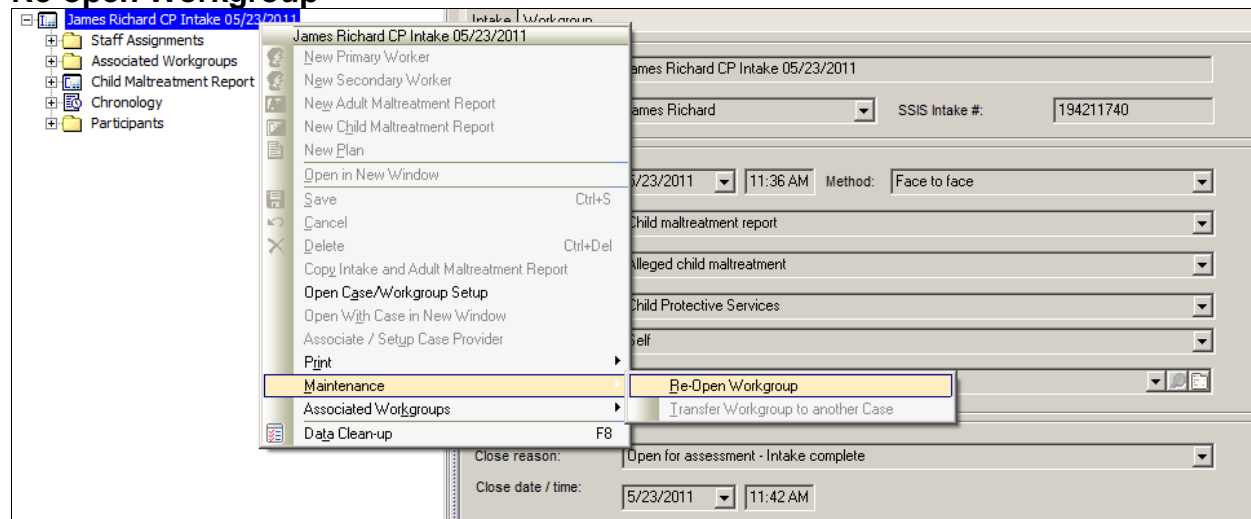 Re-open Workgroup
James Richard CP Intake 05/23/2011
Staff Assignments
Associated Workgroups
Child Maltreatment Report
Chronology
Participants
James Richard CP Intake 05/23/2011
New Primary Worker
New Secondary Worker
New Adult Maltreatment Report
New Child Maltreatment Report
New Plan
Open in New Window
Save Ctrl+S
Cancel
Delete Ctrl+Del
Copy Intake and Adult Maltreatment Report
Open Case/Workgroup Setup
Open With Case in New Window
Associate / Setup Case Provider
Print
Maintenance
Associated Workgroups
Data Clean-up F8
Re-Open Workgroup
Transfer Workgroup to another Case
Intake Workgroup
James Richard CP Intake 05/23/2011
James Richard SSIS Intake #: 194211740
5/23/2011 11:36 AM Method: Face to face
Child maltreatment report
Alleged child maltreatment
Child Protective Services
Self
Close reason: Open for assessment - Intake complete
Close date / time: 5/23/2011 11:42 AM